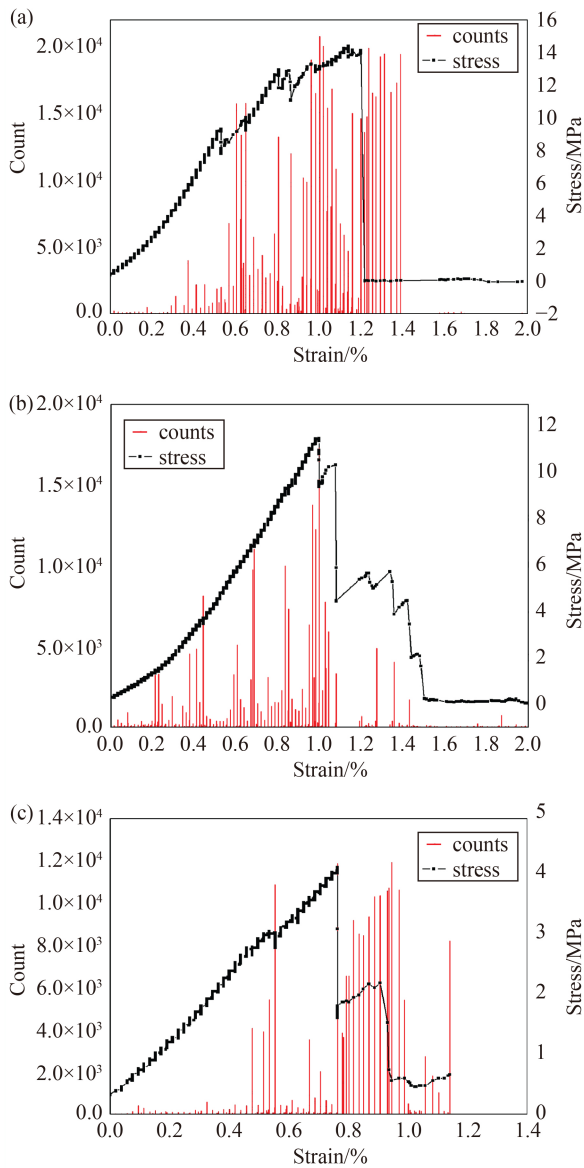 (a)
2.0×10⁴
1.5×10⁴
1.0×10⁴
5.0×10³
0.0
Count
16
14
12
10
8
6
4
2
0
−2
Stress/MPa
counts
stress
0.0 0.2 0.4 0.6 0.8 1.0 1.2 1.4 1.6 1.8 2.0
Strain/%
(b)
2.0×10⁴
1.5×10⁴
1.0×10⁴
5.0×10³
0.0
Count
12
10
8
6
4
2
0
Stress/MPa
counts
stress
0.0 0.2 0.4 0.6 0.8 1.0 1.2 1.4 1.6 1.8 2.0
Strain/%
(c)
1.4×10⁴
1.2×10⁴
1.0×10⁴
8.0×10³
6.0×10³
4.0×10³
2.0×10³
0.0
Count
5
4
3
2
1
0
Stress/MPa
counts
stress
0.0 0.2 0.4 0.6 0.8 1.0 1.2 1.4
Strain/%